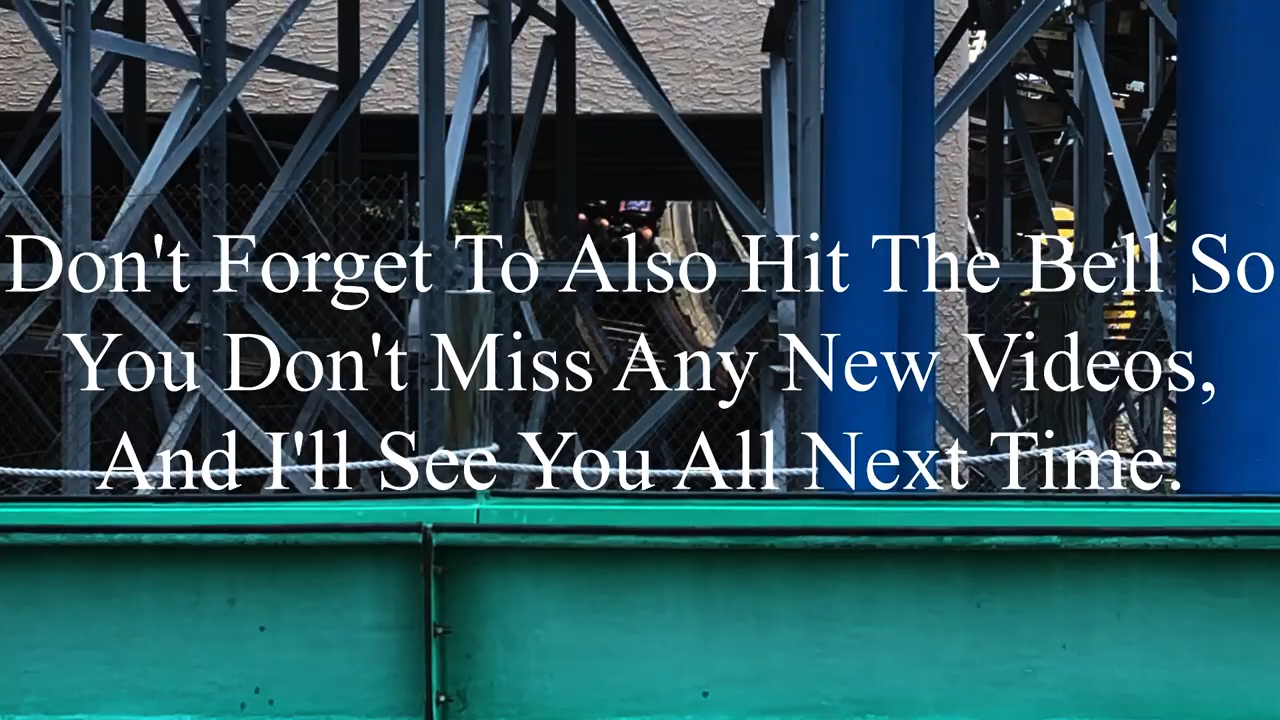 Don't Forget To Also Hit The Bell So
You Don't Miss Any New Videos,
And I'll See You All Next Time.